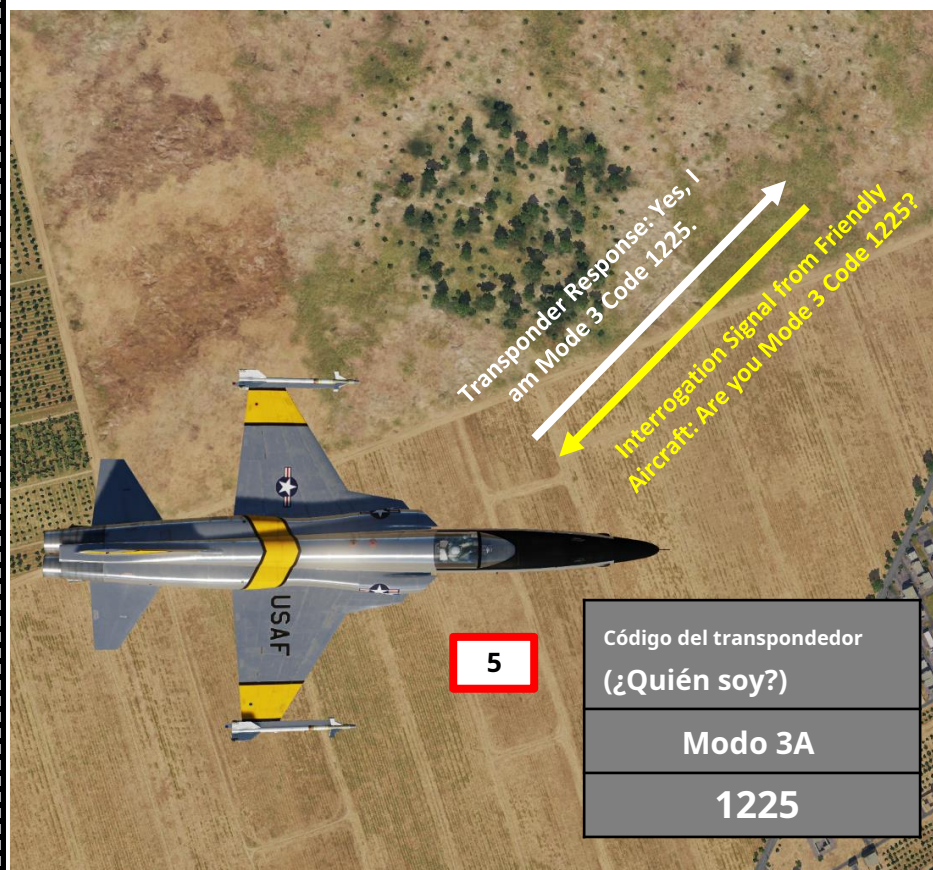 Transponder Response: Yes, I
am Mode 3 Code 1225.
Interrogation Signal from Friendly
Aircraft: Are you Mode 3 Code 1225?
USAF
5
Código del transpondedor
(¿Quién soy?)
Modo 3A
1225